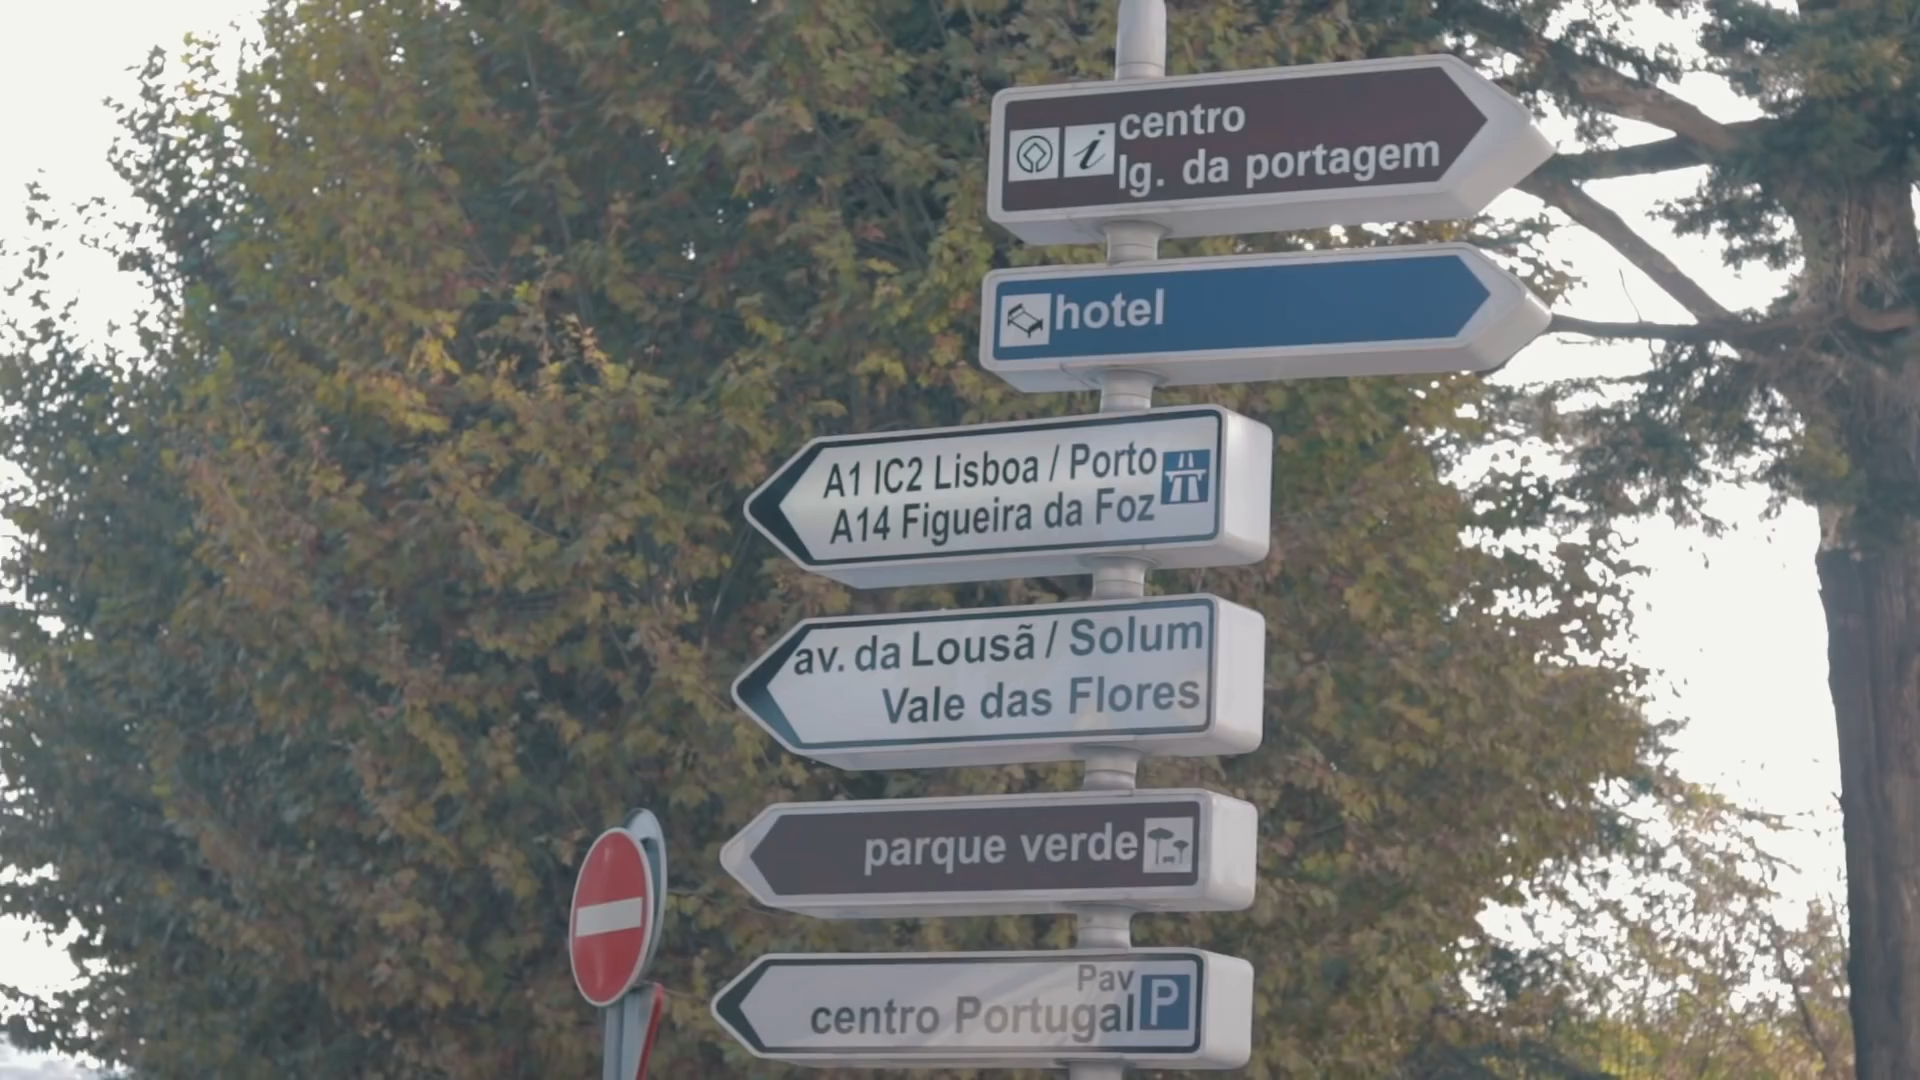 centro
i
lg. da portagem
hotel
A1 IC2 Lisboa / Porto
A14 Figueira da Foz
av. da Lousã / Solum
Vale das Flores
parque verde
Pav
centro Portugal
P